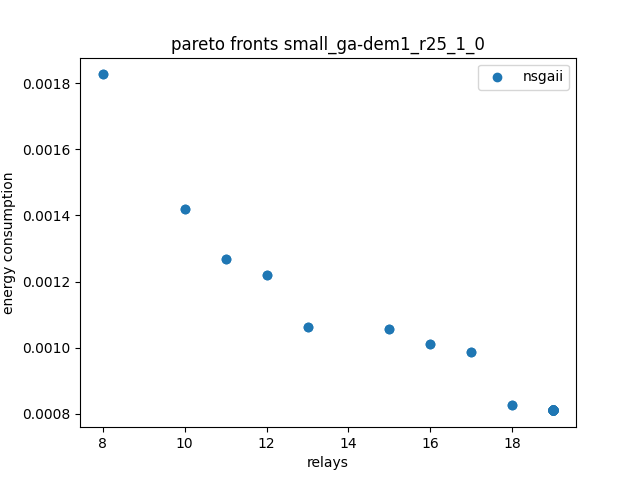 pareto fronts small_ga-dem1_r25_1_0
nsgaii
energy consumption
0.0018
0.0016
0.0014
0.0012
0.0010
0.0008
8 10 12 14 16 18
relays